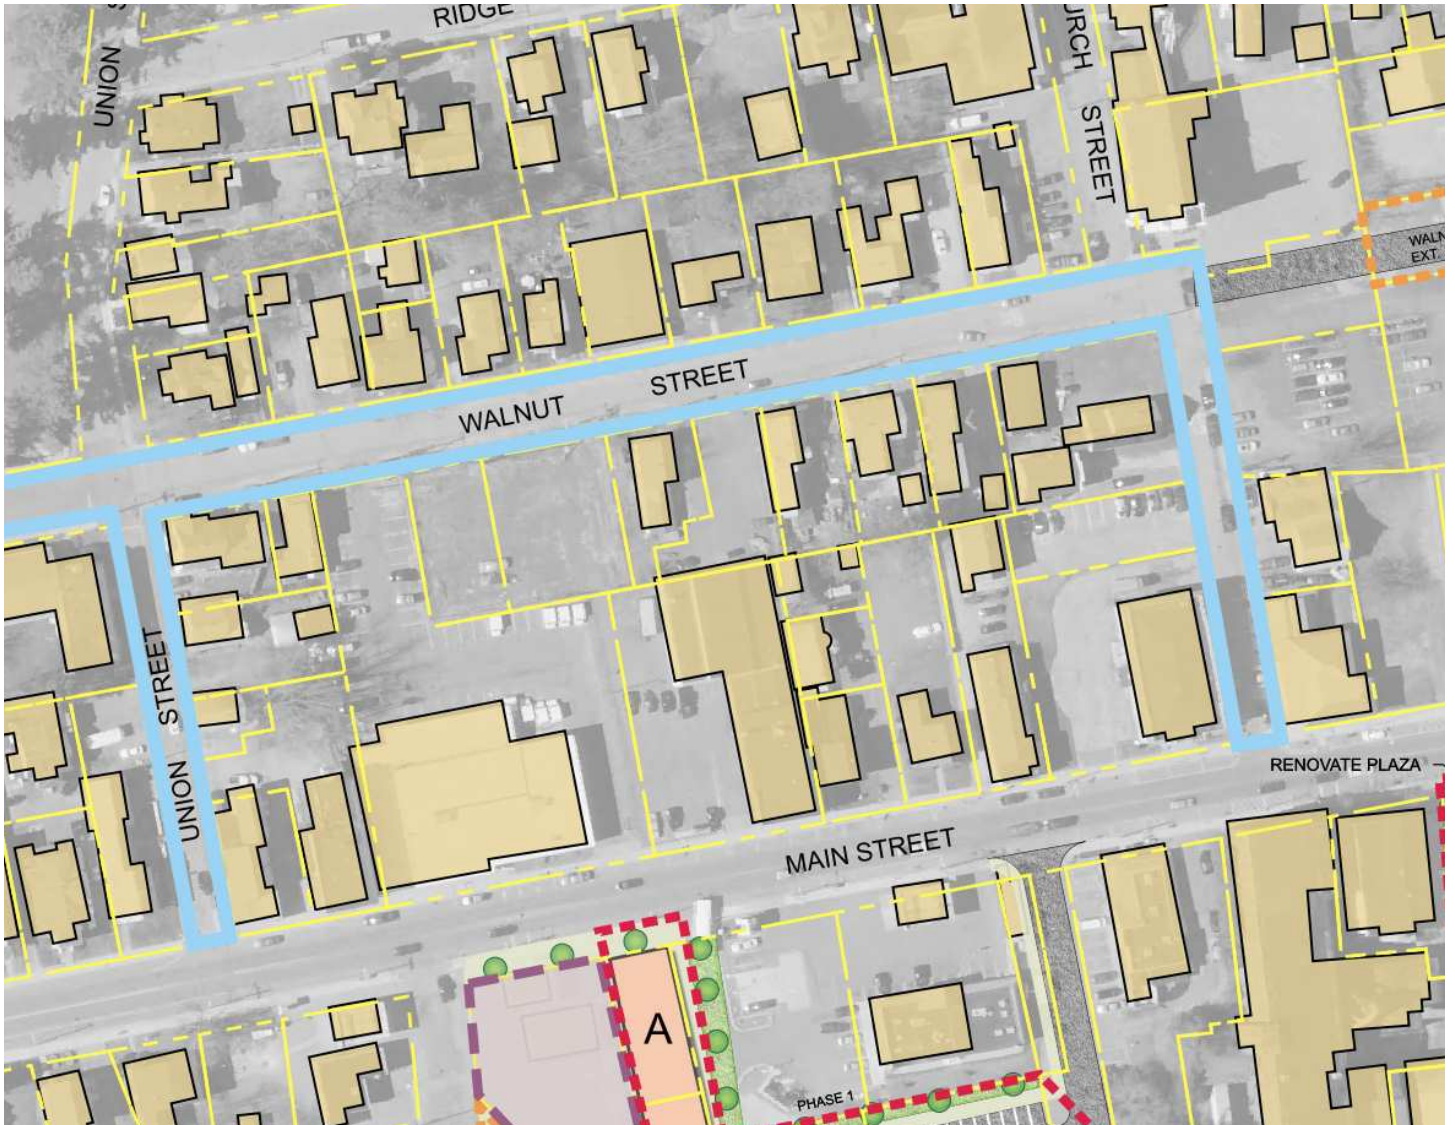 RIDGE
UNION
URCH
STREET
WALN
EXT.
STREET
WALNUT
STREET
UNION
RENOVATE PLAZA
MAIN STREET
A
PHASE 1